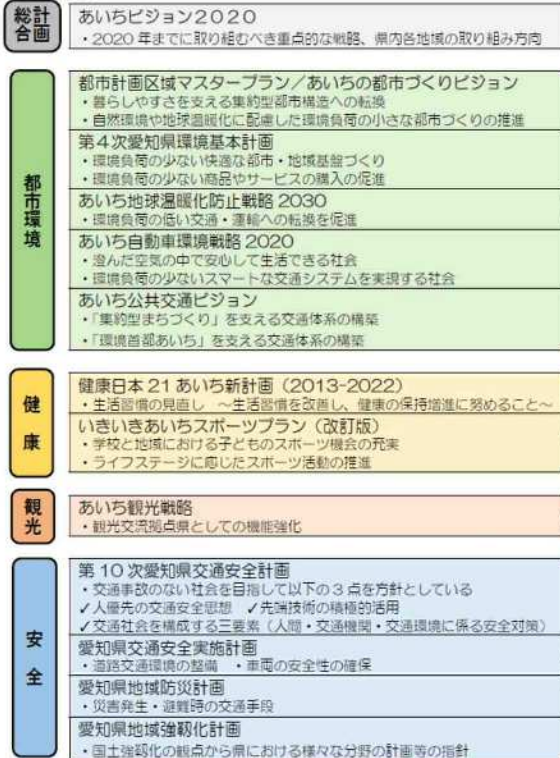 総合計画
あいちビジョン2020
・2020 年までに取り組むべき重点的な戦略、県内各地域の取り組み方向
都市環境
都市計画区域マスタープラン／あいちの都市づくりビジョン
・暮らしやすさを支える集約型都市構造への転換
・自然環境や地球温暖化に配慮した環境負荷の小さな都市づくりの推進
第４次愛知県環境基本計画
・環境負荷の少ない快適な都市・地域基盤づくり
・環境負荷の少ない商品やサービスの購入の促進
あいち地球温暖化防止戦略 2030
・環境負荷の低い交通・運輸への転換を促進
あいち自動車環境戦略 2020
・澄んだ空気の中で安心して生活できる社会
・環境負荷の少ないスマートな交通システムを実現する社会
あいち公共交通ビジョン
・「集約型まちづくり」を支える交通体系の構築
・「環境首都あいち」を支える交通体系の構築
健康
健康日本 21 あいち新計画（2013-2022）
・生活習慣の見直し　～生活習慣を改善し、健康の保持増進に努めること～
いきいきあいちスポーツプラン（改訂版）
・学校と地域における子どものスポーツ機会の充実
・ライフステージに応じたスポーツ活動の推進
観光
あいち観光戦略
・観光交流拠点県としての機能強化
安全
第 10 次愛知県交通安全計画
・交通事故のない社会を目指して以下の３点を方針としている
✓人優先の交通安全思想　✓先端技術の積極的活用
✓交通社会を構成する三要素（人間・交通機関・交通環境に係る安全対策）
愛知県交通安全実施計画
・道路交通環境の整備　・車両の安全性の確保
愛知県地域防災計画
・災害発生・避難時の交通手段
愛知県地域強靱化計画
・国土強靱化の観点から県における様々な分野の計画等の指針